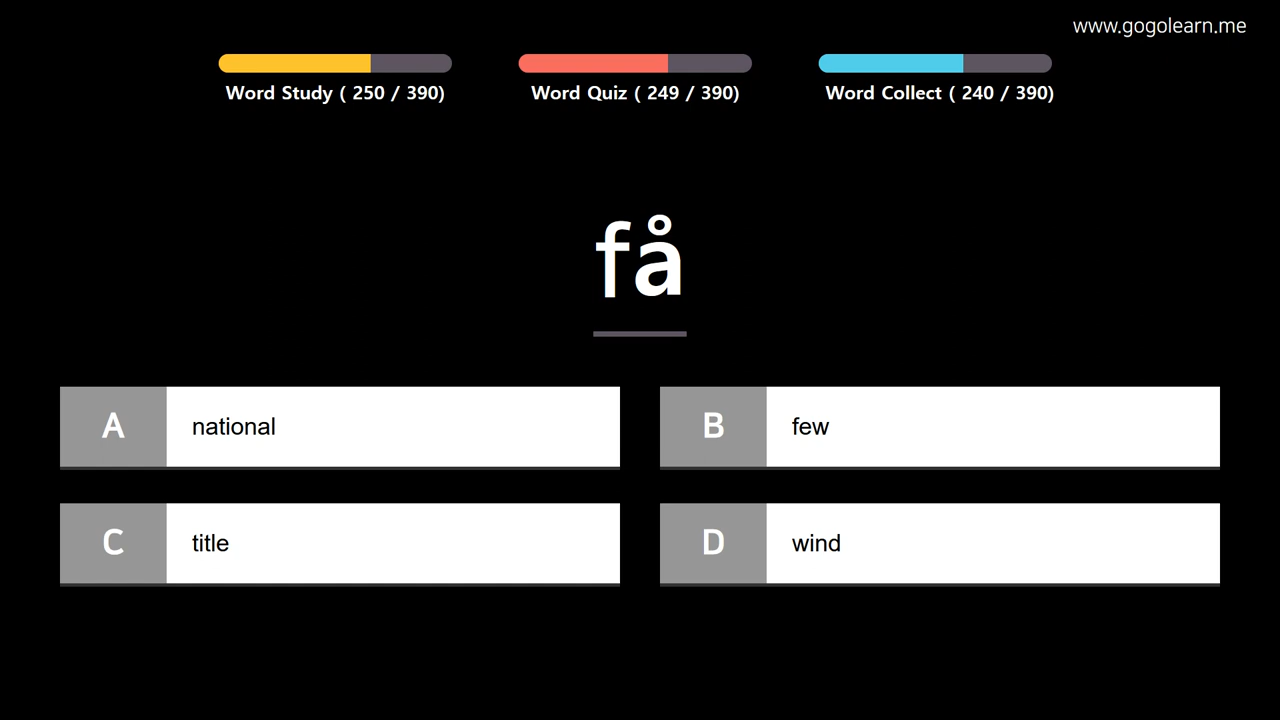 www.gogolearn.me
Word Study ( 250 / 390)
Word Quiz ( 249 / 390)
Word Collect ( 240 / 390)
få
A national
B few
C title
D wind